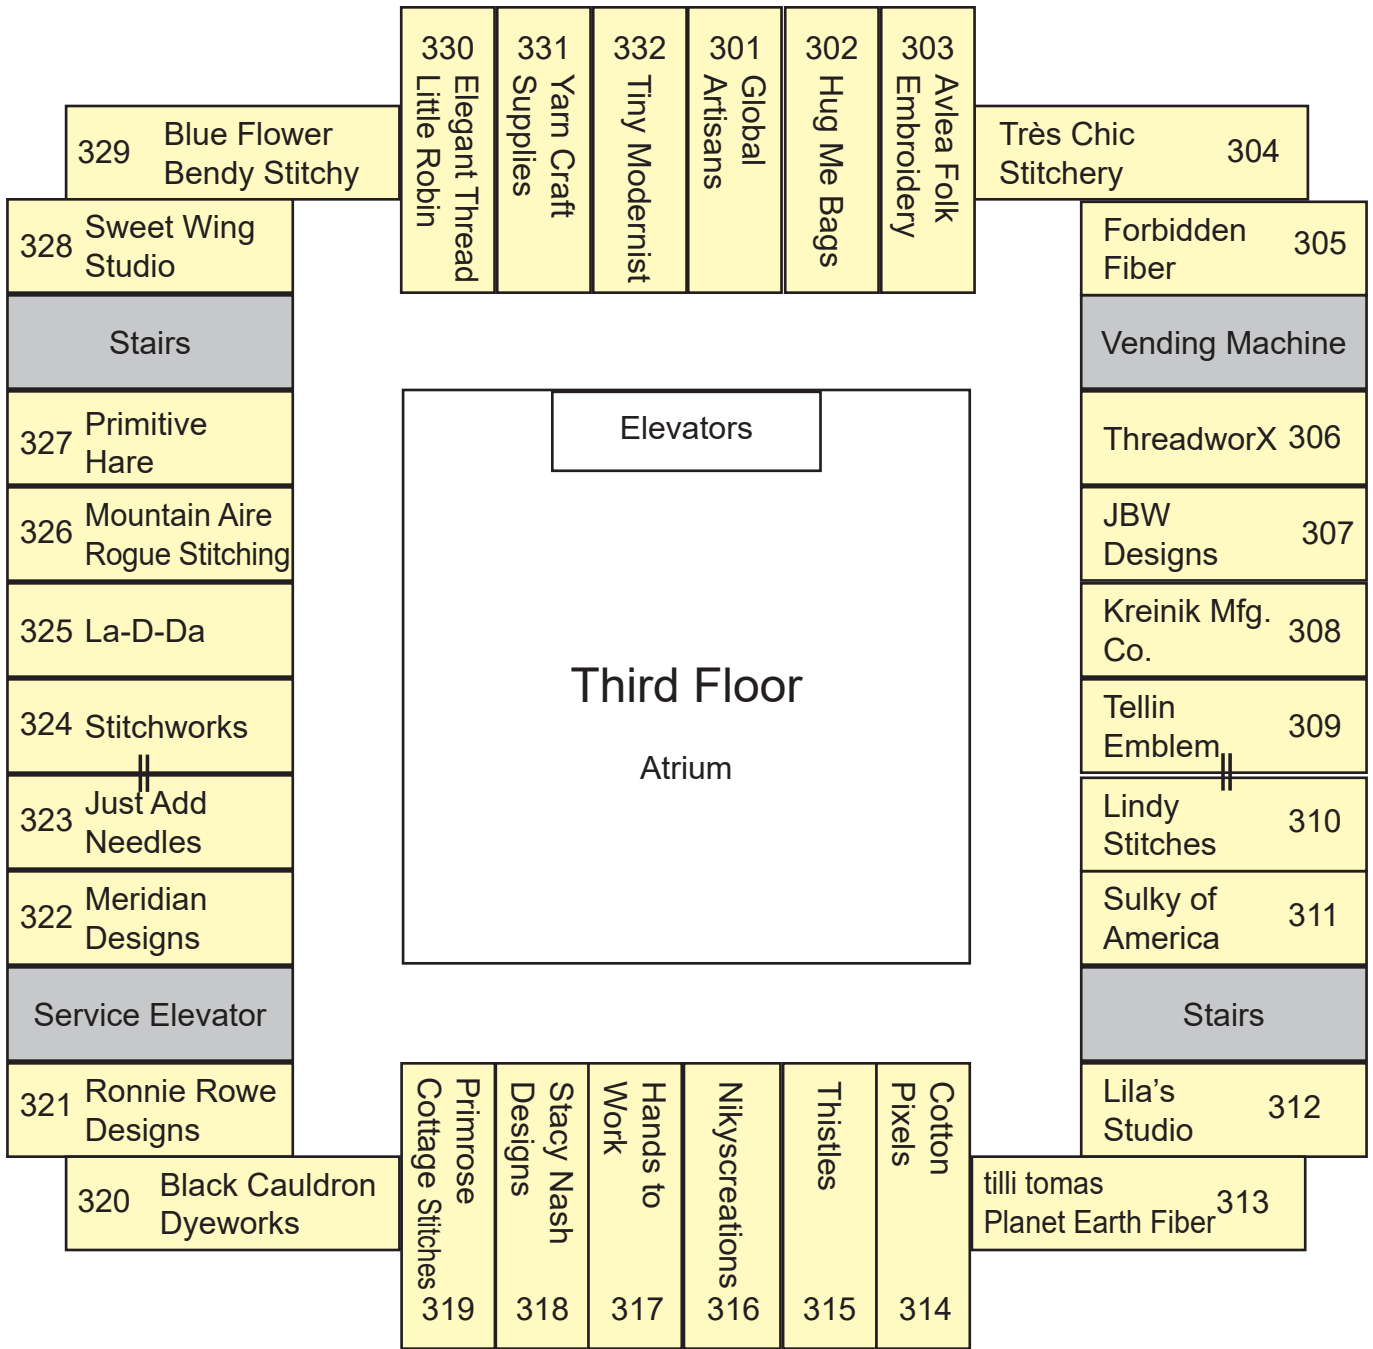 330
Elegant Thread
Little Robin
331
Yarn Craft
Supplies
332
Tiny Modernist
301
Global
Artisans
302
Hug Me Bags
303
Avlea Folk
Embroidery
329
Blue Flower
Bendy Stitchy
Très Chic
Stitchery
304
328
Sweet Wing
Studio
Forbidden
Fiber
305
Stairs
Vending Machine
327
Primitive
Hare
Elevators
ThreadworX 306
326
Mountain Aire
Rogue Stitching
JBW
Designs
307
325 La-D-Da
Kreinik Mfg.
Co.
308
324 Stitchworks
Third Floor
Atrium
Tellin
Emblem
309
323
Just Add
Needles
Lindy
Stitches
310
322
Meridian
Designs
Sulky of
America
311
Service Elevator
Stairs
321
Ronnie Rowe
Designs
Lila’s
Studio
312
320
Black Cauldron
Dyeworks
Primrose
Cottage Stitches
319
Stacy Nash
Designs
318
Hands to
Work
317
Nikyscreations
316
Thistles
315
Cotton
Pixels
314
tilli tomas
Planet Earth Fiber
313